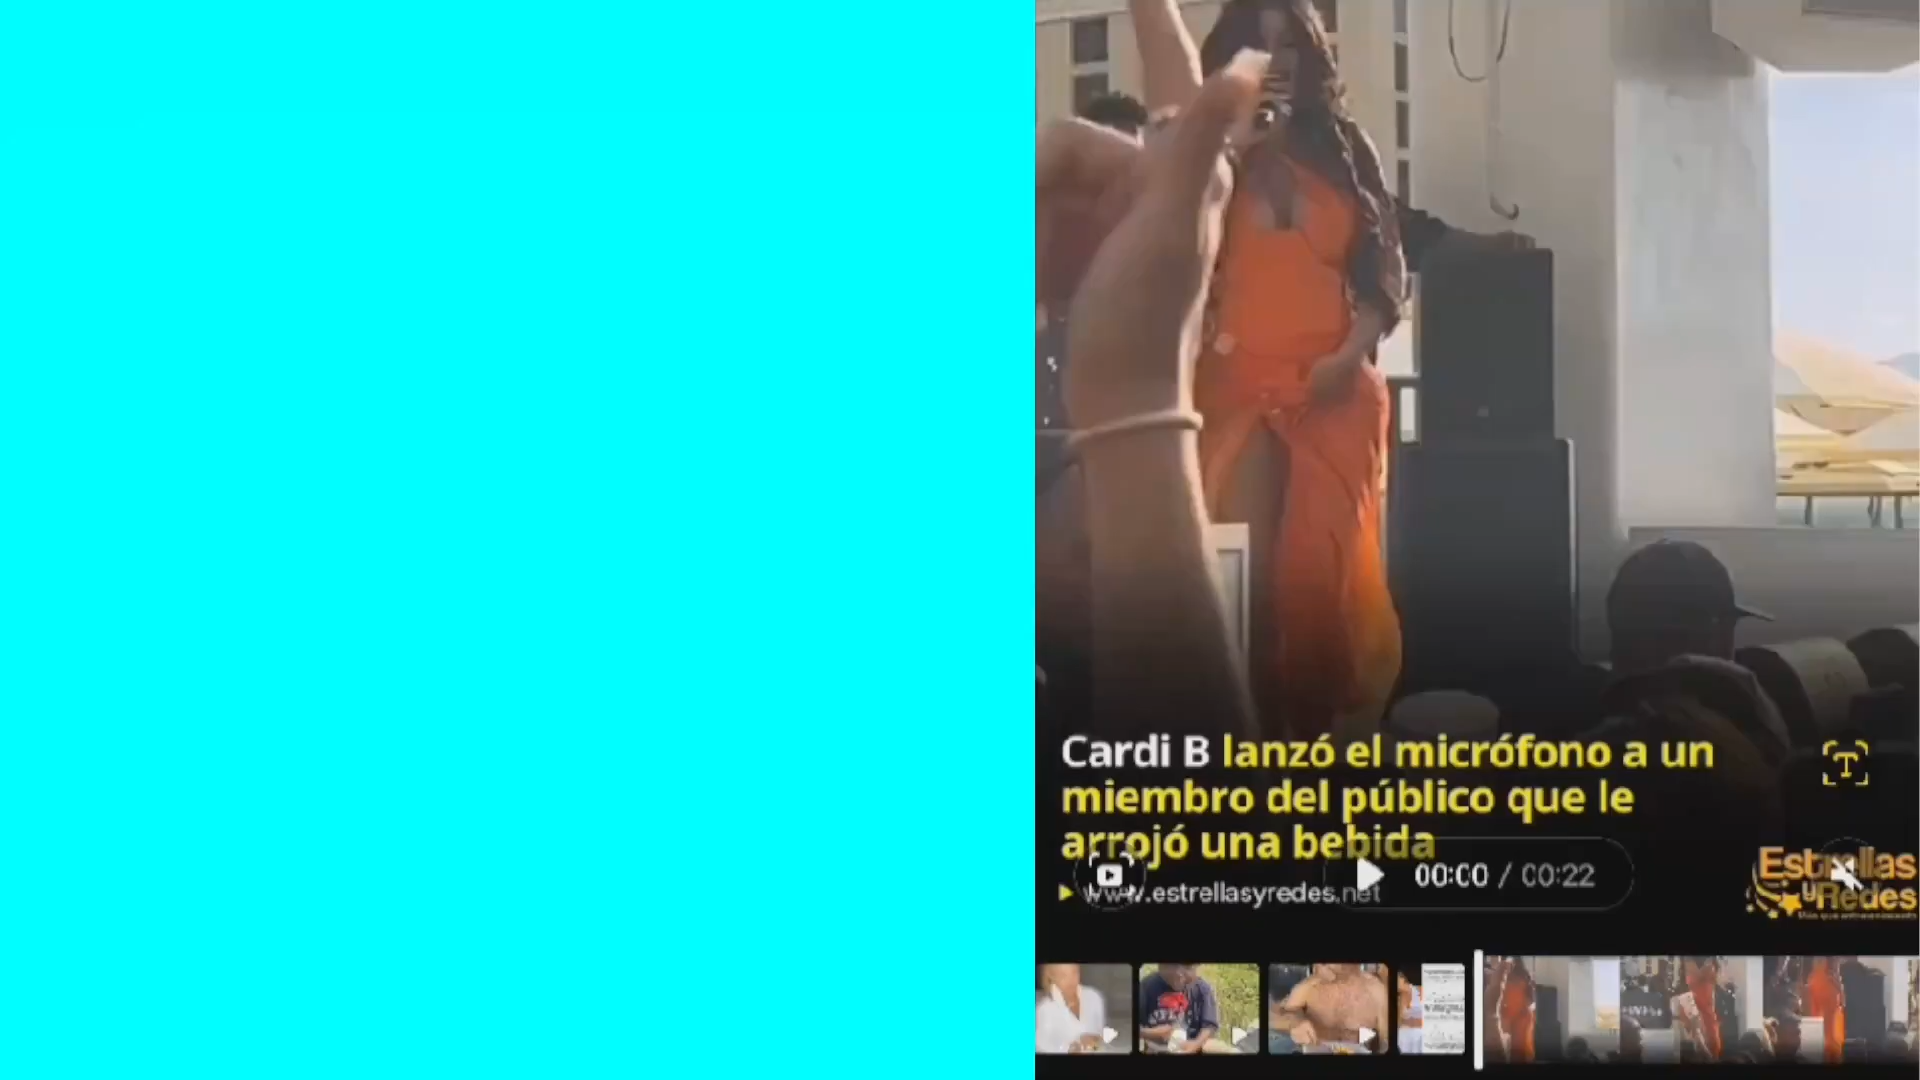 Cardi B lanzó el micrófono a un
miembro del público que le
arrojó una bebida
www.estrellasyredes.net
00:00 / 00:22
Estrellas
y Redes